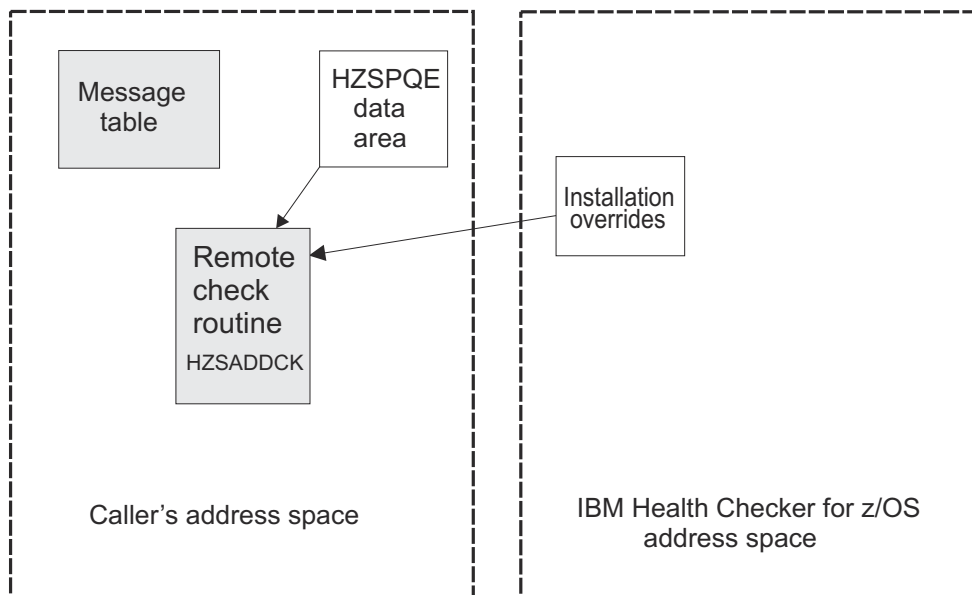 Message
table
HZSPQE
data
area
Installation
overrides
Remote
check
routine
HZSADDCK
Caller's address space
IBM Health Checker for z/OS
address space